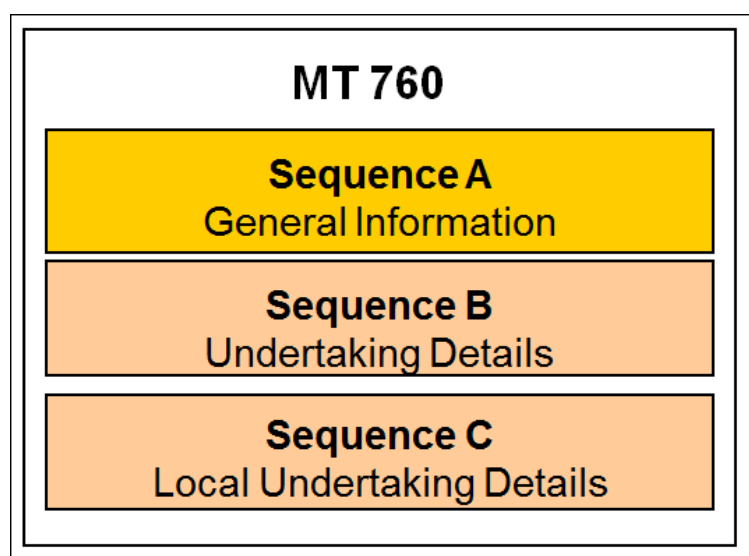 MT 760
Sequence A
General Information
Sequence B
Undertaking Details
Sequence C
Local Undertaking Details